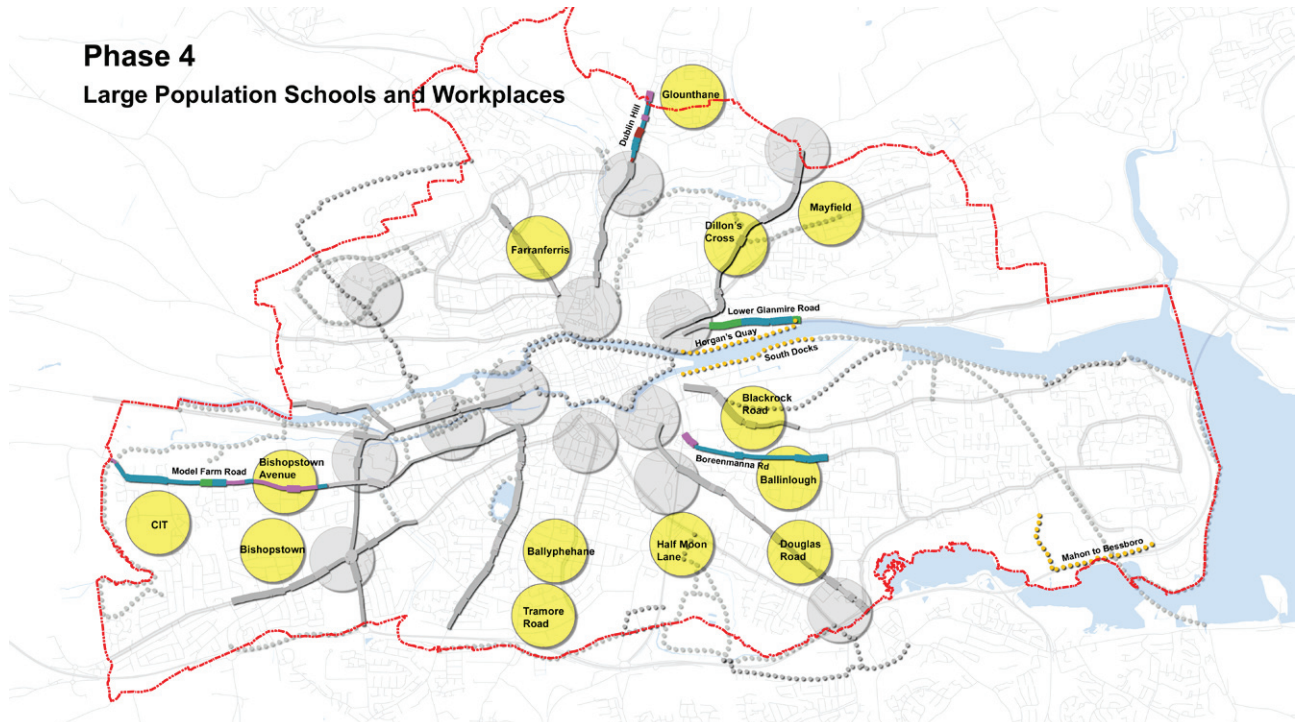 Phase 4
Large Population Schools and Workplaces
Glounthane
Dublin Hill
Mayfield
Dillon's
Cross
Farranferris
Lower Glanmire Road
Horgan's Quay
South Docks
Blackrock
Road
Boreenmanna Rd
Ballinlough
Model Farm Road
Bishopstown
Avenue
CIT
Bishopstown
Ballyphehane
Half Moon
Lane
Douglas
Road
Mahon to Bessboro
Tramore
Road